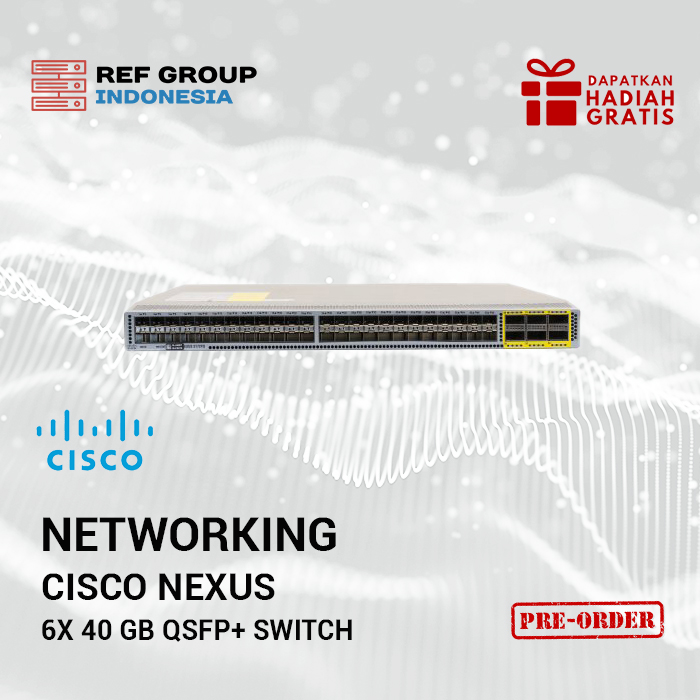 REF GROUP
INDONESIA
DAPATKAN
HADIAH
GRATIS
CISCO
NETWORKING
CISCO NEXUS
6X 40 GB QSFP+ SWITCH
PRE-ORDER